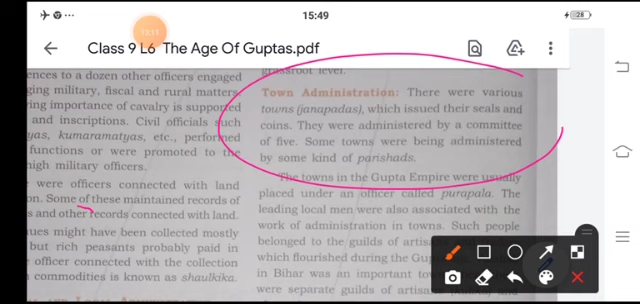 15:49
28
13:11
Class 9 L6 The Age Of Guptas.pdf
ences to a dozen other officers engaged
ging military, fiscal and rural matters.
ring importance of cavalry is supported
and inscriptions. Civil officials such
yas, kumaramatyas, etc., performed
functions or were promoted to the
high military officers.
were officers connected with land
on. Some of these maintained records of
s and other records connected with land.
ues might have been collected mostly
but rich peasants probably paid in
officer connected with the collection
commodities is known as shaulkika.
grassroot level.
Town Administration: There were various
towns (janapadas), which issued their seals and
coins. They were administered by a committee
of five. Some towns were being administered
by some kind of parishads.
The towns in the Gupta Empire were usually
placed under an officer called purapala. The
leading local men were also associated with the
work of administration in towns. Such people
belonged to the guilds of
which flourished during the
in Bihar was an important
were separate guilds of